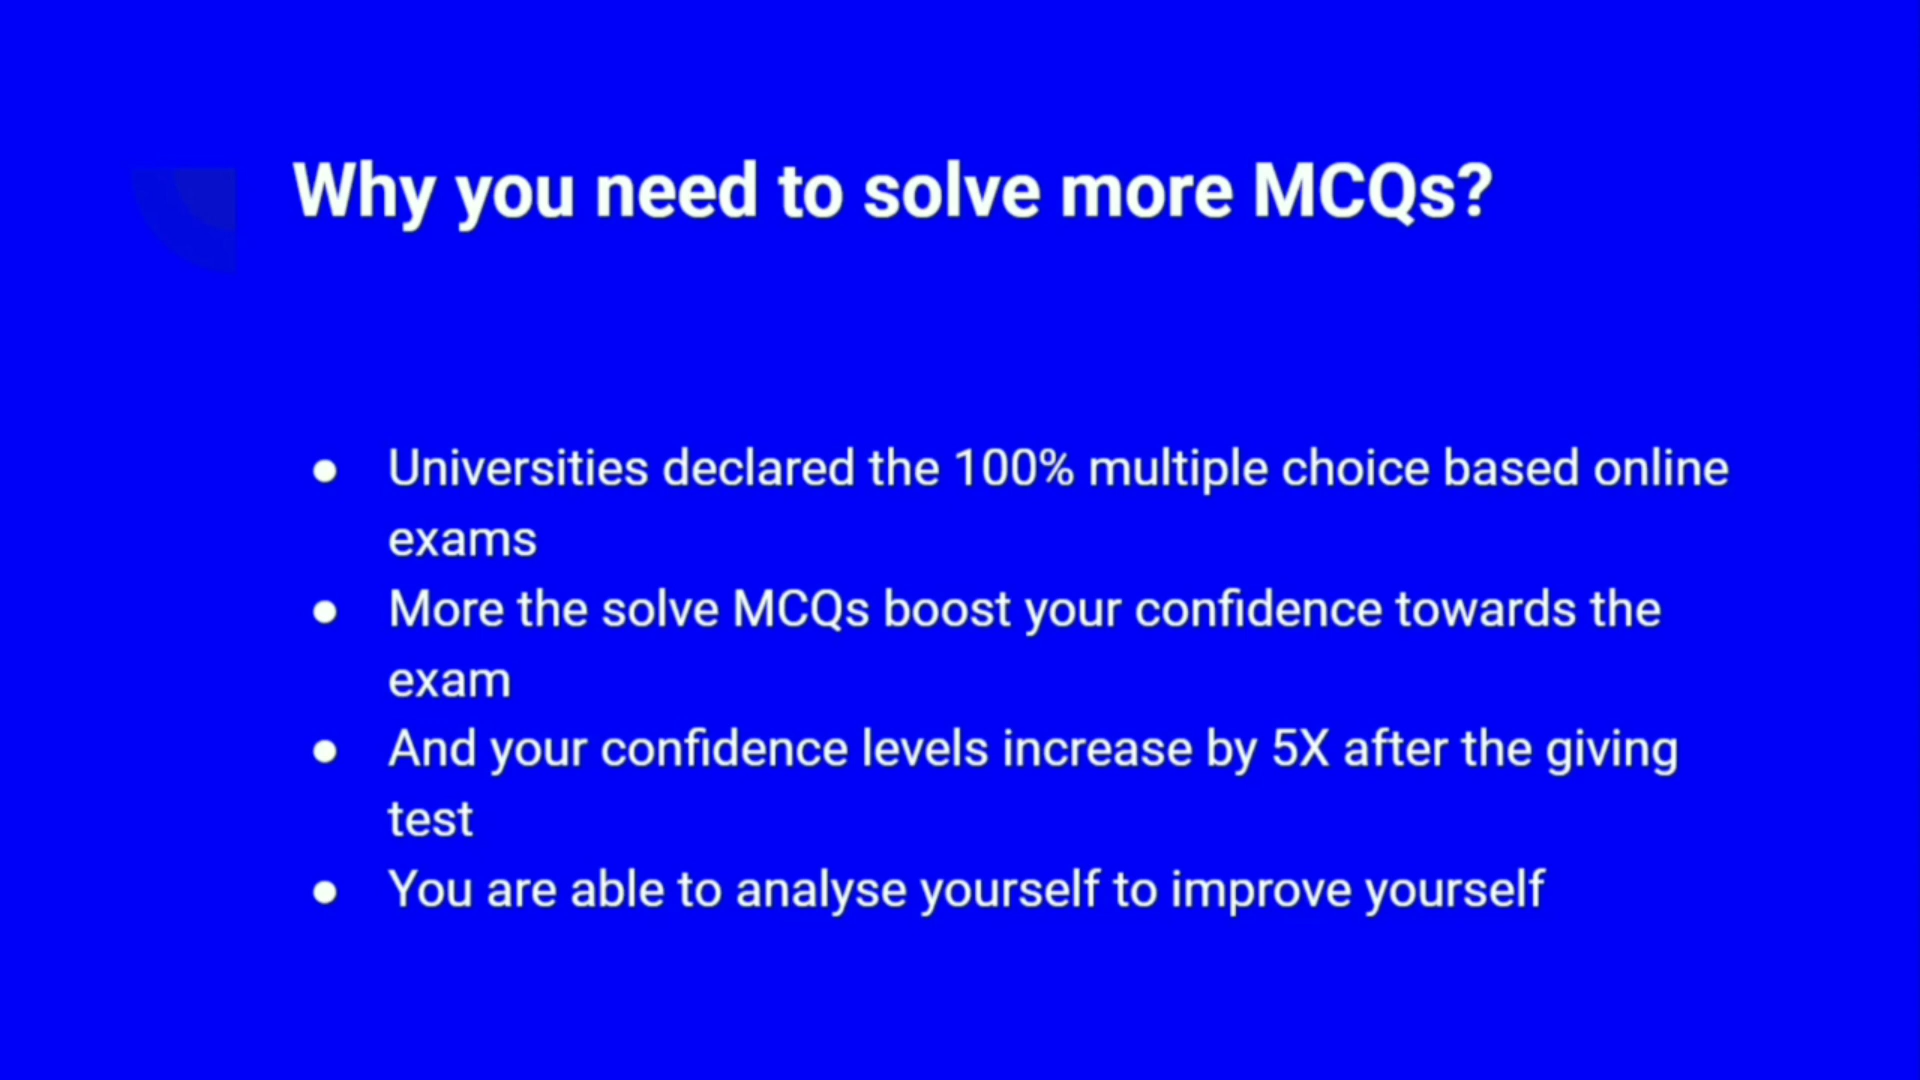 Why you need to solve more MCQs?
● Universities declared the 100% multiple choice based online
exams
● More the solve MCQs boost your confidence towards the
exam
● And your confidence levels increase by 5X after the giving
test
● You are able to analyse yourself to improve yourself